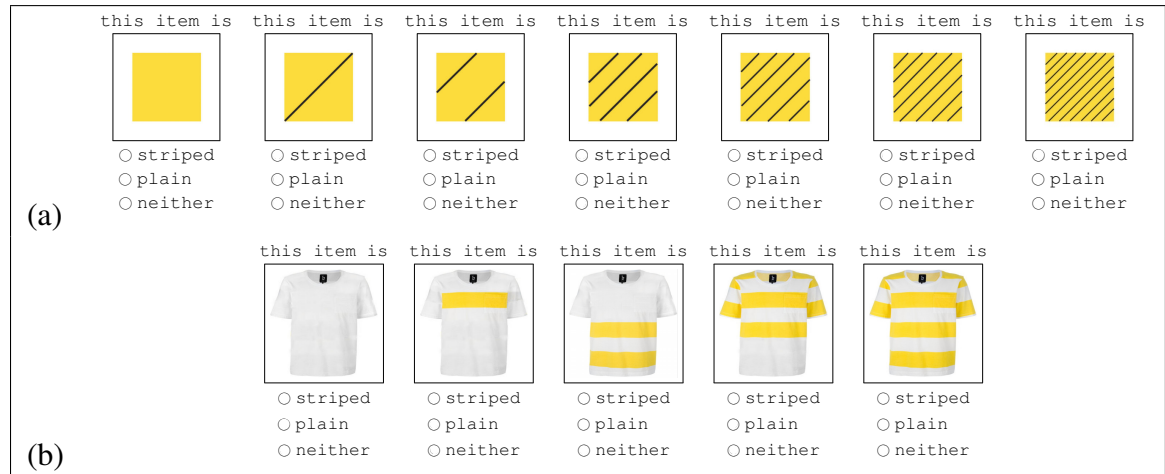 this item is this item is this item is this item is this item is this item is this item is
○ striped ○ striped ○ striped ○ striped ○ striped ○ striped ○ striped
○ plain ○ plain ○ plain ○ plain ○ plain ○ plain ○ plain
○ neither ○ neither ○ neither ○ neither ○ neither ○ neither ○ neither
(a)
this item is this item is this item is this item is this item is
○ striped ○ striped ○ striped ○ striped ○ striped
○ plain ○ plain ○ plain ○ plain ○ plain
○ neither ○ neither ○ neither ○ neither ○ neither
(b)